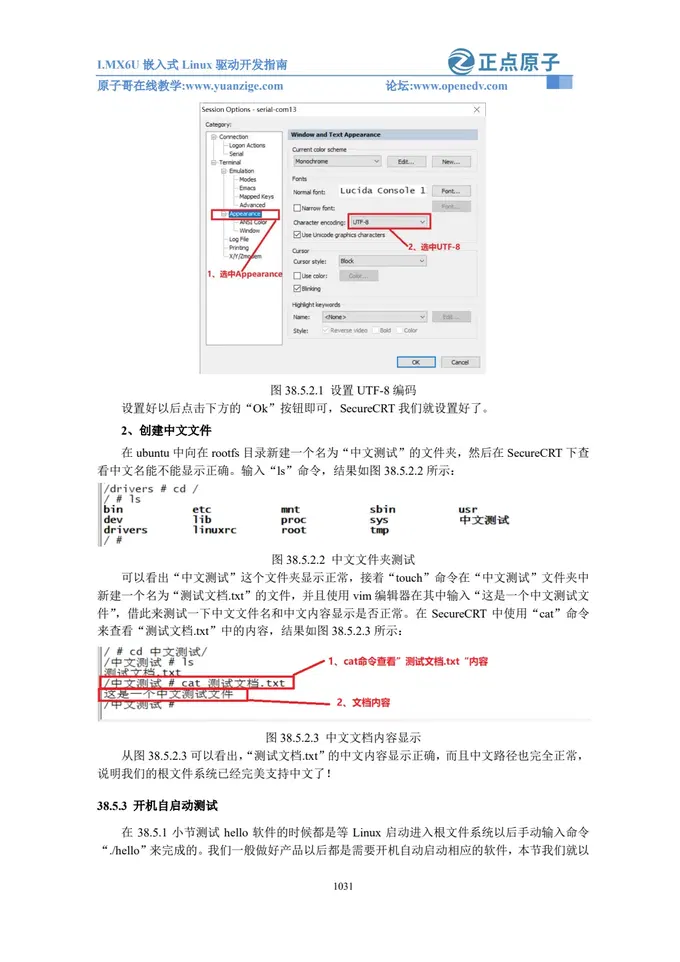 I.MX6U 嵌入式 Linux 驱动开发指南
正点原子
原子哥在线教学:www.yuanzige.com 论坛:www.openedv.com
Session Options - serial-com13
Category:
Connection
Logon Actions
Serial
Terminal
Emulation
Modes
Emacs
Mapped Keys
Advanced
Appearance
ANSI Color
Window
Log File
Printing
X/Y/Zmodem
1、选中Appearance
Window and Text Appearance
Current color scheme
Monochrome Edit... New...
Fonts
Normal font: Lucida Console 1 Font...
Narrow font: Font...
Character encoding: UTF-8
Use Unicode graphics characters
2、选中UTF-8
Cursor
Cursor style: Block
Use color: Color...
Blinking
Highlight keywords
Name: <None> Edit...
Style: Reverse video Bold Color
OK Cancel
图 38.5.2.1 设置 UTF-8 编码
设置好以后点击下方的“Ok”按钮即可，SecureCRT 我们就设置好了。
2、创建中文文件
在 ubuntu 中向在 rootfs 目录新建一个名为“中文测试”的文件夹，然后在 SecureCRT 下查
看中文名能不能显示正确。输入“ls”命令，结果如图 38.5.2.2 所示：
/drivers # cd /
/ # ls
bin etc mnt sbin usr
dev lib proc sys 中文测试
drivers linuxrc root tmp
/ #
图 38.5.2.2 中文文件夹测试
可以看出“中文测试”这个文件夹显示正常，接着“touch”命令在“中文测试”文件夹中
新建一个名为“测试文档.txt”的文件，并且使用 vim 编辑器在其中输入“这是一个中文测试文
件”，借此来测试一下中文文件名和中文内容显示是否正常。在 SecureCRT 中使用“cat”命令
来查看“测试文档.txt”中的内容，结果如图 38.5.2.3 所示：
/ # cd 中文测试/
/中文测试 # ls
测试文档.txt
/中文测试 # cat 测试文档.txt
这是一个中文测试文件
/中文测试 #
1、cat命令查看”测试文档.txt“内容
2、文档内容
图 38.5.2.3 中文文档内容显示
从图 38.5.2.3 可以看出，“测试文档.txt”的中文内容显示正确，而且中文路径也完全正常，
说明我们的根文件系统已经完美支持中文了！
38.5.3 开机自启动测试
在 38.5.1 小节测试 hello 软件的时候都是等 Linux 启动进入根文件系统以后手动输入命令
“./hello”来完成的。我们一般做好产品以后都是需要开机自动启动相应的软件，本节我们就以
1031